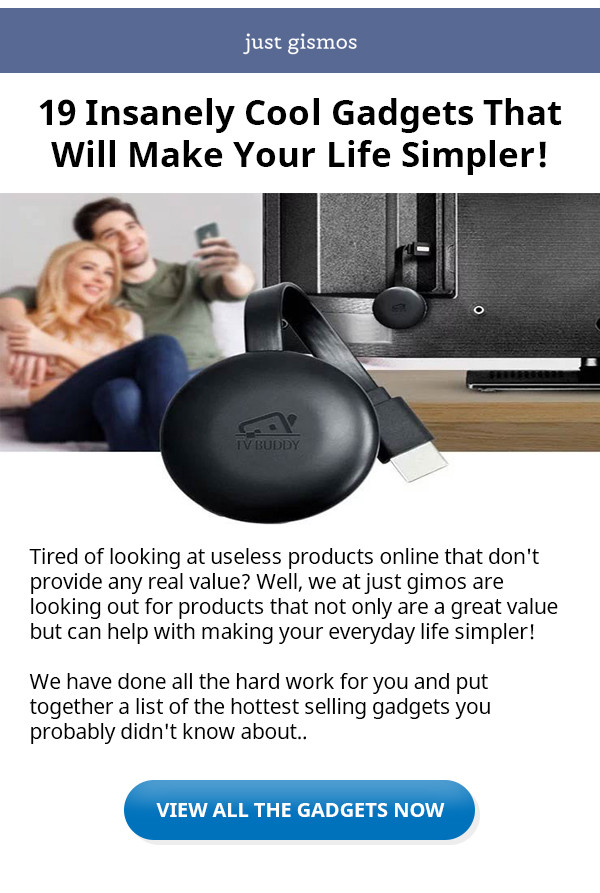 just gismos
19 Insanely Cool Gadgets That
Will Make Your Life Simpler!
TV BUDDY
Tired of looking at useless products online that don't
provide any real value? Well, we at just gimos are
looking out for products that not only are a great value
but can help with making your everyday life simpler!
We have done all the hard work for you and put
together a list of the hottest selling gadgets you
probably didn't know about..
VIEW ALL THE GADGETS NOW